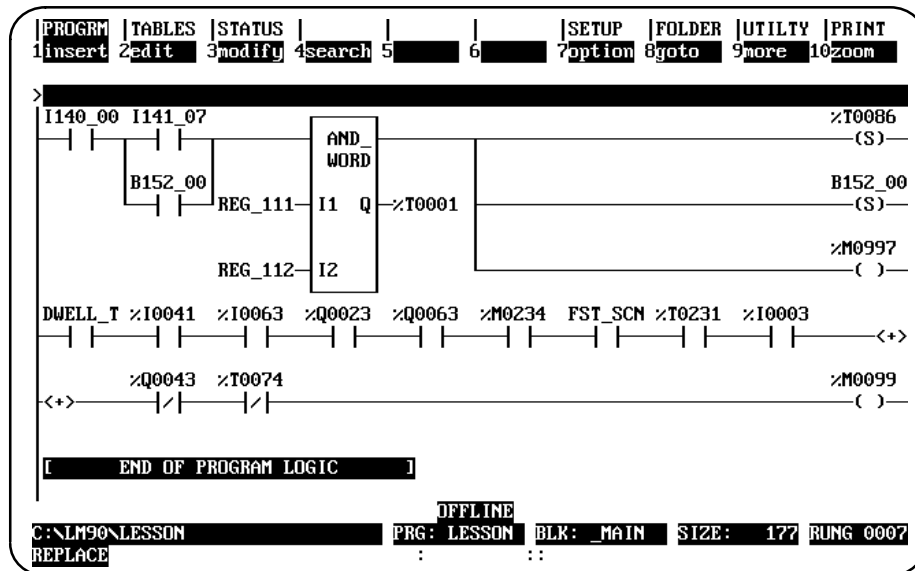 |PROGRM |TABLES |STATUS | | | |SETUP |FOLDER |UTILTY |PRINT
1insert 2edit 3modify 4search 5 6 7option 8goto 9more 10zoom
>
I140_00 I141_07 %T0086
AND_ (S)
WORD
B152_00 B152_00
REG_111 I1 Q %T0001 (S)
%M0997
REG_112 I2 ( )
DWELL_T %I0041 %I0063 %Q0023 %Q0063 %M0234 FST_SCN %T0231 %I0003
<+>
%Q0043 %T0074 %M0099
<+> / / ( )
[ END OF PROGRAM LOGIC ]
OFFLINE
C:\LM90\LESSON PRG: LESSON BLK: _MAIN SIZE: 177 RUNG 0007
REPLACE : ::